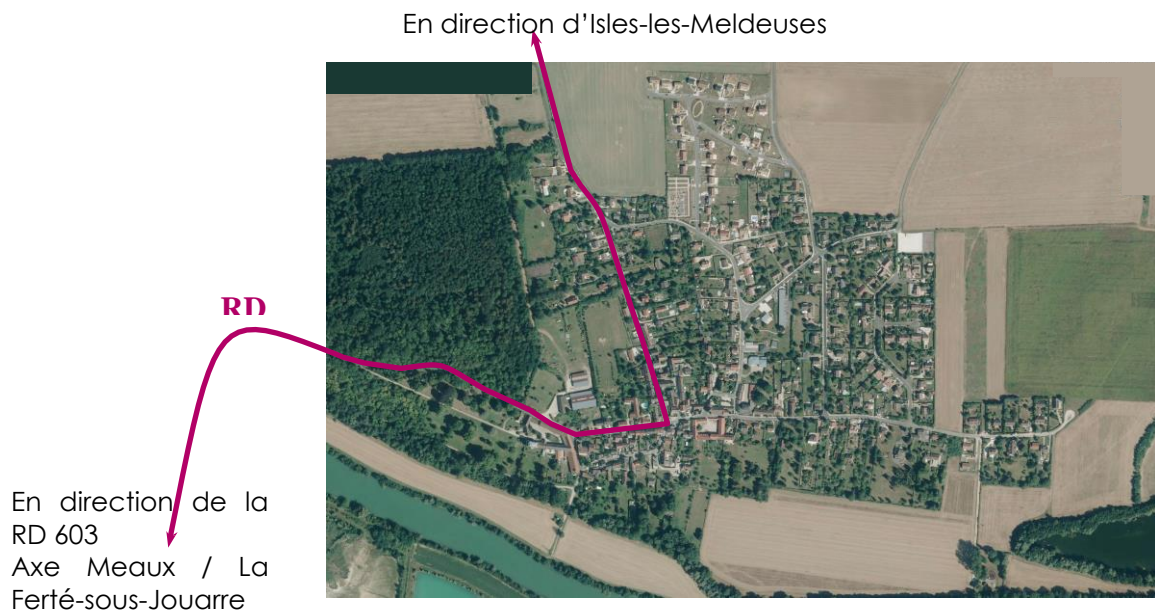 En direction d’Isles-les-Meldeuses
RD
En direction de la
RD 603
Axe Meaux / La
Ferté-sous-Jouarre